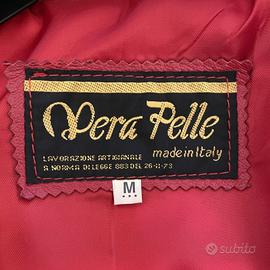 Vera Pelle
made in Italy
LAVORAZIONE ARTIGIANALE
A NORMA DI LEGGE 883 DEL 26-11-73
M
subito